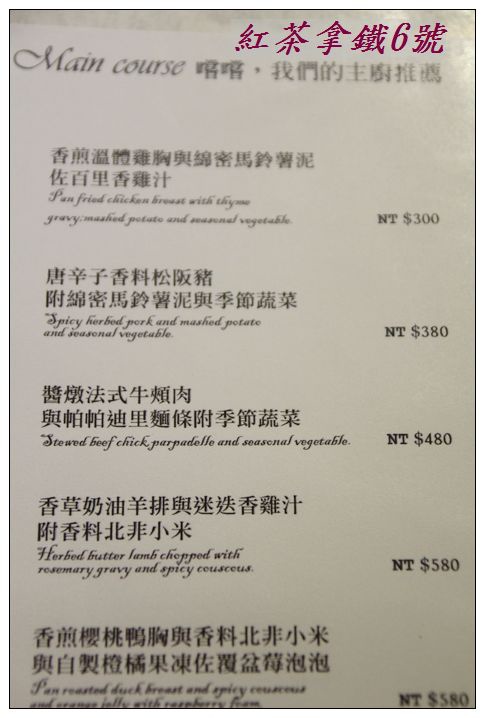 紅茶拿鐵6號
Main course 嚐嚐，我們的主廚推薦
香煎溫體雞胸與綿密馬鈴薯泥
佐百里香雞汁
Pan fried chicken breast with thyme
gravy;mashed potato and seasonal vegetable.
NT $300
唐辛子香料松阪豬
附綿密馬鈴薯泥與季節蔬菜
Spicy herbed pork and mashed potato
and seasonal vegetable.
NT $380
醬燉法式牛頰肉
與帕帕迪里麵條附季節蔬菜
Stewed beef chick,parpadelle and seasonal vegetable.
NT $480
香草奶油羊排與迷迭香雞汁
附香料北非小米
Herbed butter lamb chopped with
rosemary gravy and spicy couscous.
NT $580
香煎櫻桃鴨胸與香料北非小米
與自製橙橘果凍佐覆盆莓泡泡
Pan roasted duck breast and spicy couscous
and orange jelly with raspberry foam.
NT $580